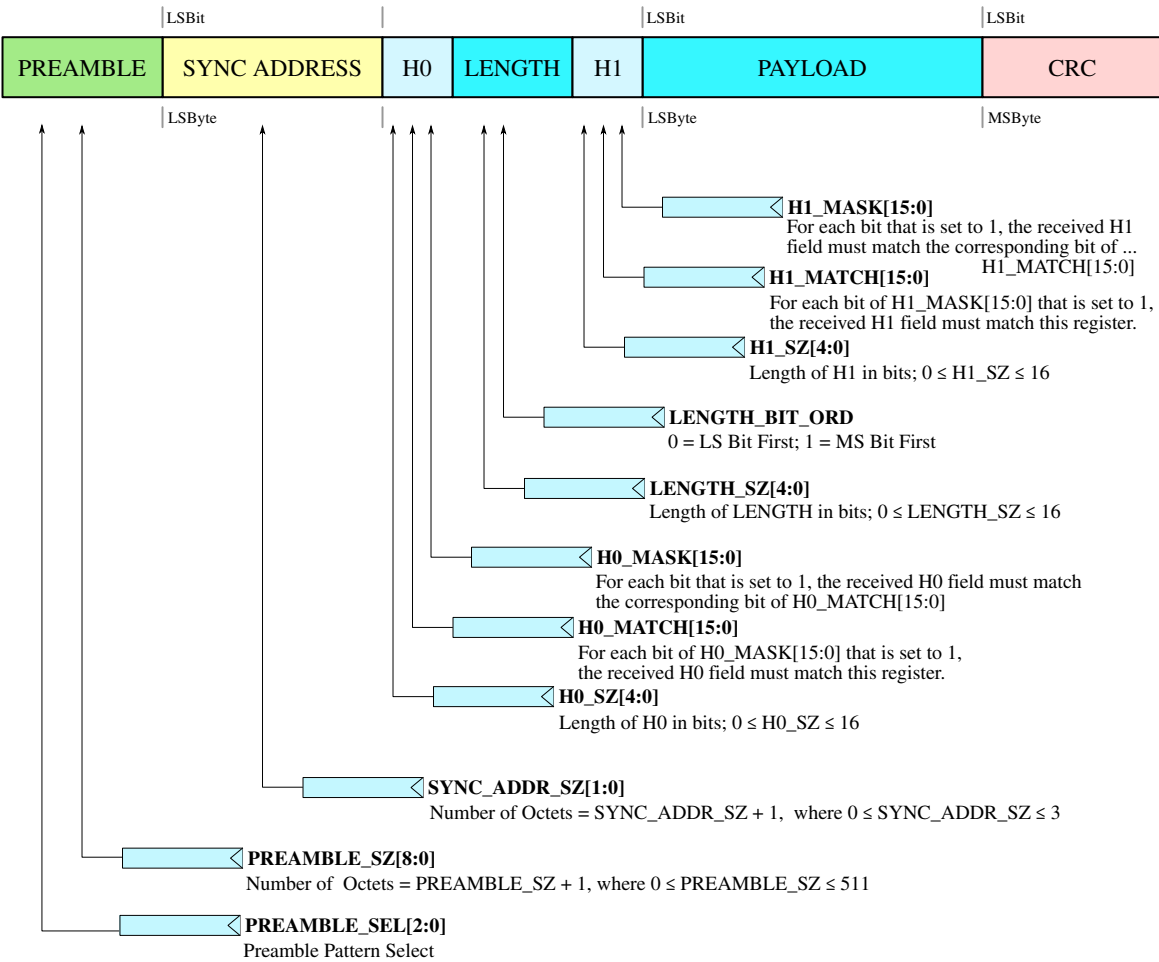 LSBit
LSBit
LSBit
PREAMBLE
SYNC ADDRESS
H0
LENGTH
H1
PAYLOAD
CRC
LSByte
LSByte
MSByte
H1_MASK[15:0]
For each bit that is set to 1, the received H1
field must match the corresponding bit of ...
H1_MATCH[15:0]
H1_MATCH[15:0]
For each bit of H1_MASK[15:0] that is set to 1,
the received H1 field must match this register.
H1_SZ[4:0]
Length of H1 in bits; 0 ≤ H1_SZ ≤ 16
LENGTH_BIT_ORD
0 = LS Bit First; 1 = MS Bit First
LENGTH_SZ[4:0]
Length of LENGTH in bits; 0 ≤ LENGTH_SZ ≤ 16
H0_MASK[15:0]
For each bit that is set to 1, the received H0 field must match
the corresponding bit of H0_MATCH[15:0]
H0_MATCH[15:0]
For each bit of H0_MASK[15:0] that is set to 1,
the received H0 field must match this register.
H0_SZ[4:0]
Length of H0 in bits; 0 ≤ H0_SZ ≤ 16
SYNC_ADDR_SZ[1:0]
Number of Octets = SYNC_ADDR_SZ + 1, where 0 ≤ SYNC_ADDR_SZ ≤ 3
PREAMBLE_SZ[8:0]
Number of Octets = PREAMBLE_SZ + 1, where 0 ≤ PREAMBLE_SZ ≤ 511
PREAMBLE_SEL[2:0]
Preamble Pattern Select